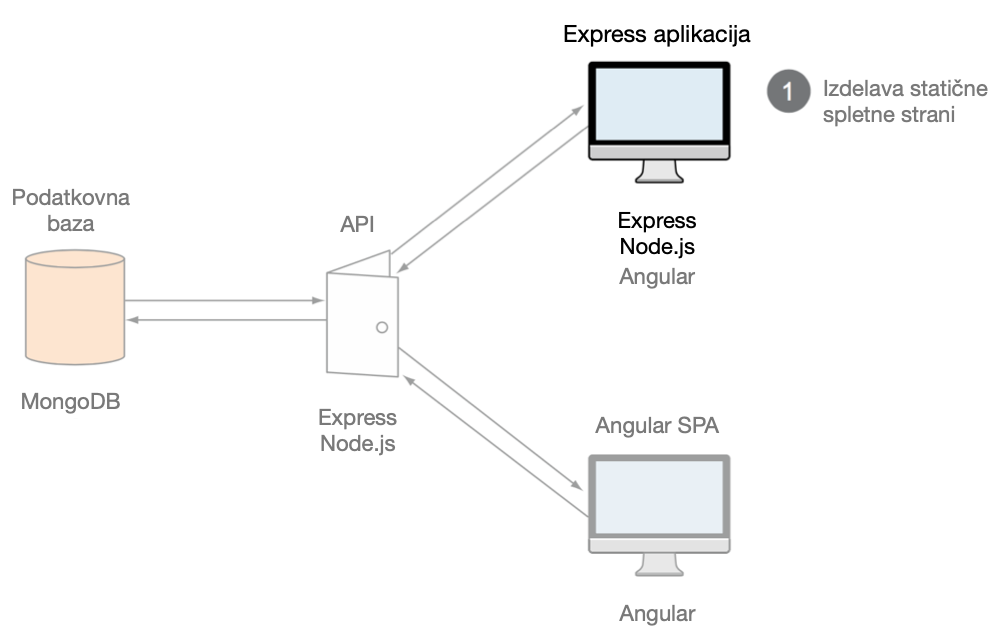 Express aplikacija
1
Izdelava statične
spletne strani
Podatkovna
baza
API
Express
Node.js
Angular
MongoDB
Express
Node.js
Angular SPA
Angular